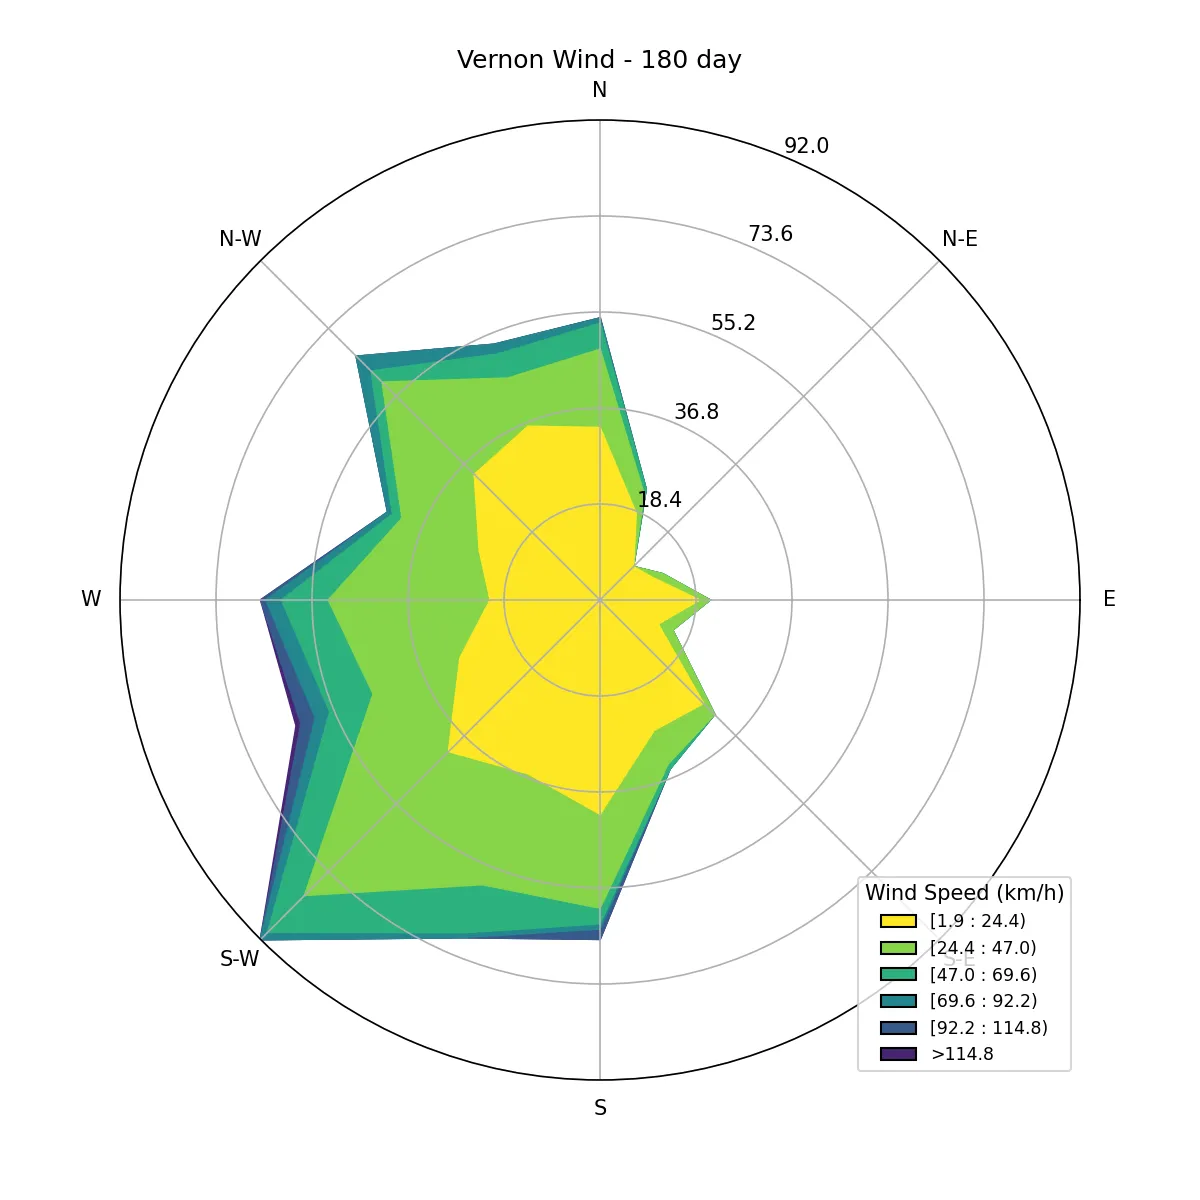 Vernon Wind - 180 day
N
92.0
73.6
N-W
N-E
55.2
36.8
18.4
W
E
Wind Speed (km/h)
[1.9 : 24.4)
[24.4 : 47.0)
S-W
S-E
[47.0 : 69.6)
[69.6 : 92.2)
[92.2 : 114.8)
>114.8
S